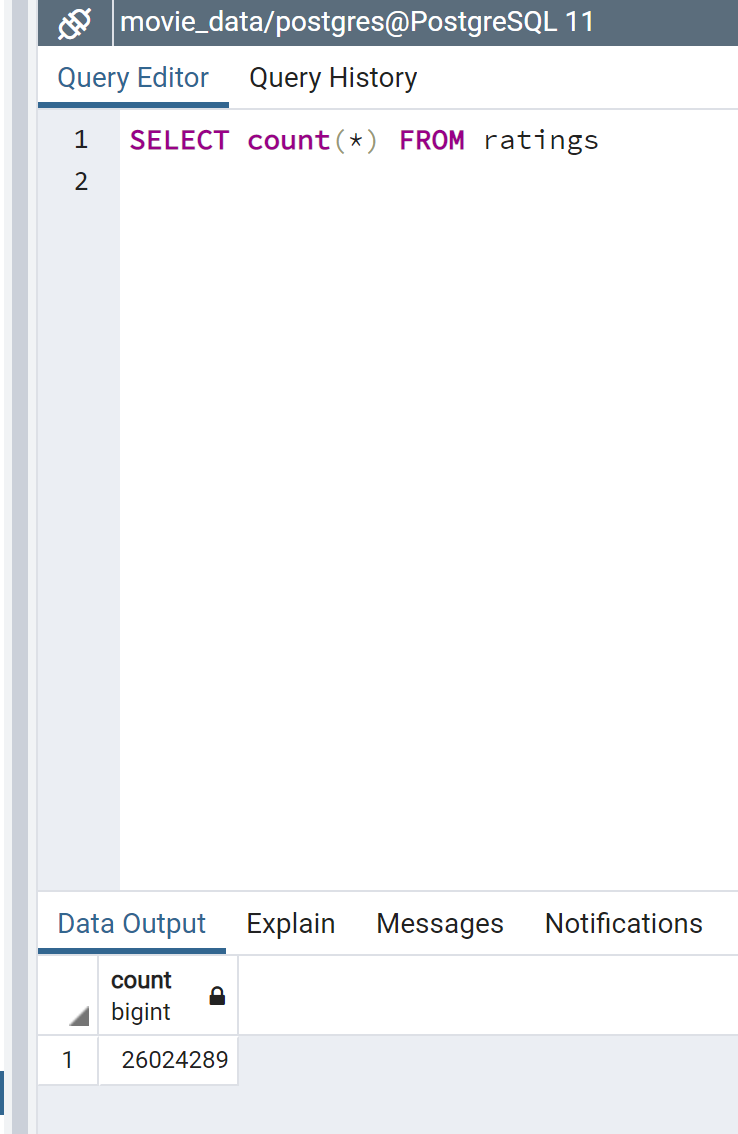 movie_data/postgres@PostgreSQL 11
Query Editor Query History
1 SELECT count(*) FROM ratings
2
Data Output Explain Messages Notifications
count
bigint
1 26024289